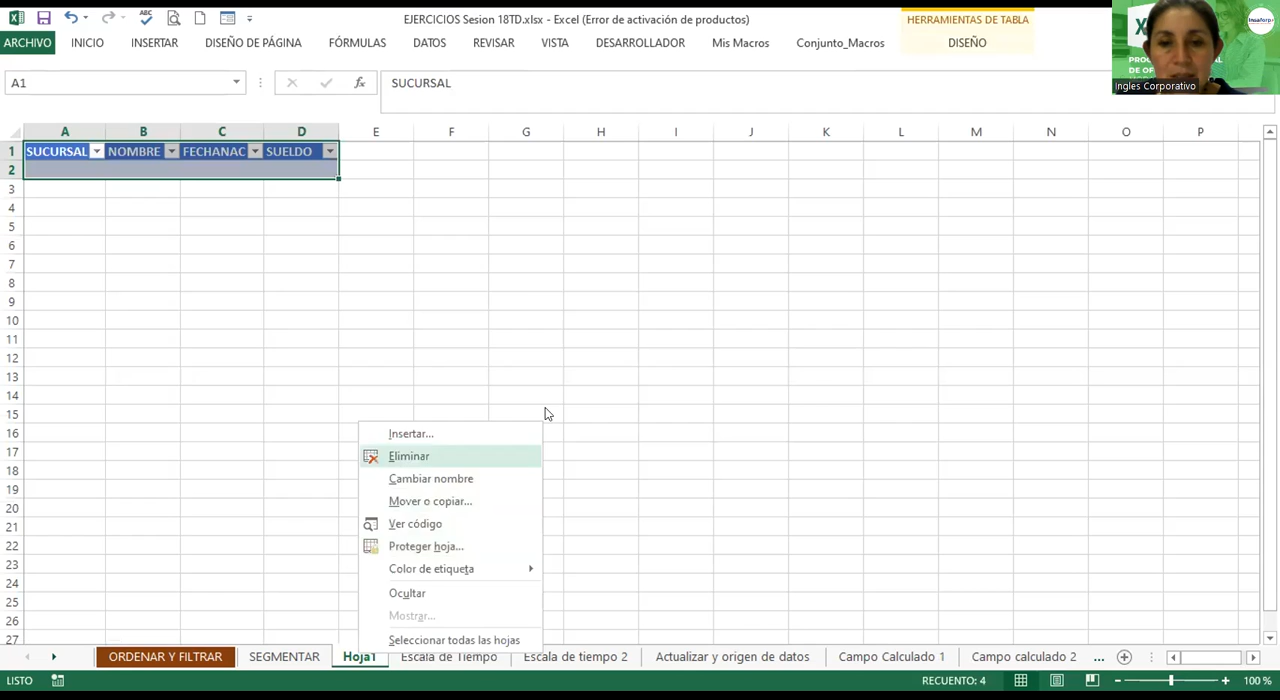 EJERCICIOS Sesion 18TD.xlsx - Excel (Error de activación de productos)
HERRAMIENTAS DE TABLA
ARCHIVO INICIO INSERTAR DISEÑO DE PÁGINA FÓRMULAS DATOS REVISAR VISTA DESARROLLADOR Mis Macros Conjunto_Macros DISEÑO
Ingles Corporativo
A1 fx SUCURSAL
A B C D E F G H I J K L M N O P
1 SUCURSAL NOMBRE FECHANAC SUELDO
2
3
4
5
6
7
8
9
10
11
12
13
14
15
16
17
18
19
20
21
22
23
24
25
26
27
Insertar...
Eliminar
Cambiar nombre
Mover o copiar...
Ver código
Proteger hoja...
Color de etiqueta
Ocultar
Mostrar...
Seleccionar todas las hojas
ORDENAR Y FILTRAR SEGMENTAR Hoja1 Escala de Tiempo Escala de tiempo 2 Actualizar y origen de datos Campo Calculado 1 Campo calculado 2 ...
LISTO RECUENTO: 4 100 %